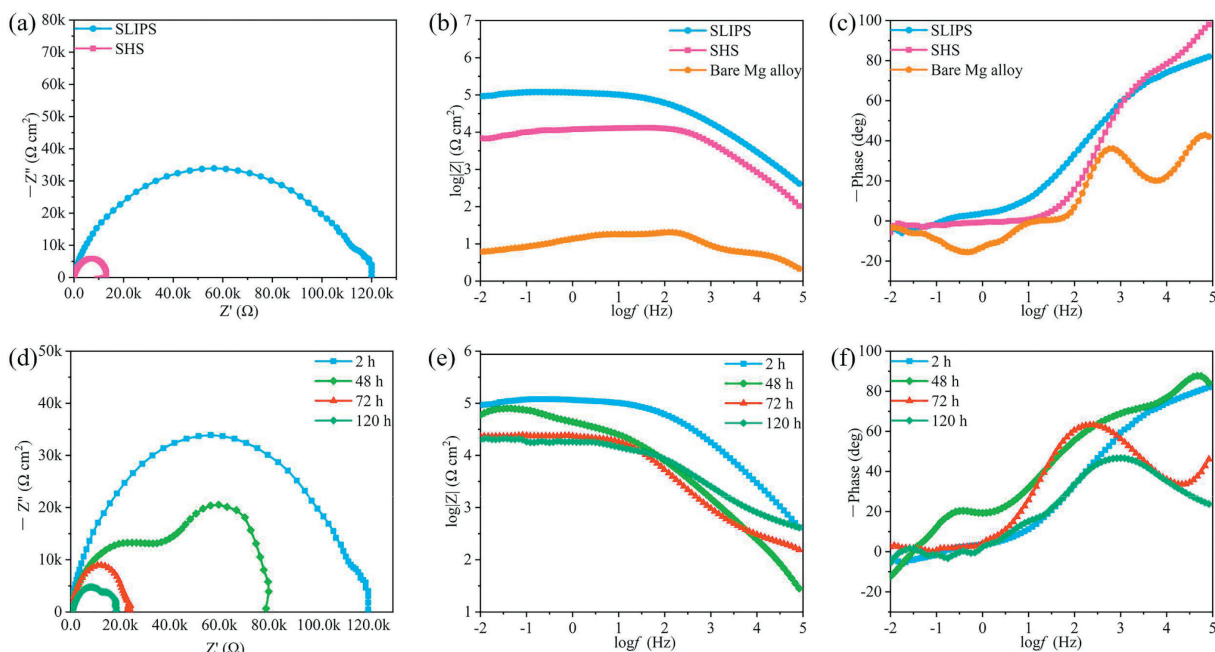 (a)
SLIPS
SHS
80k
70k
60k
50k
40k
30k
20k
10k
0
—Z″ (Ω cm²)
0.0 20.0k 40.0k 60.0k 80.0k 100.0k 120.0k
Z' (Ω)
(b)
SLIPS
SHS
Bare Mg alloy
7
6
5
4
3
2
1
0
log|Z| (Ω cm²)
-2 -1 0 1 2 3 4 5
logf (Hz)
(c)
SLIPS
SHS
Bare Mg alloy
100
80
60
40
20
0
-20
—Phase (deg)
-2 -1 0 1 2 3 4 5
logf (Hz)
(d)
2 h
48 h
72 h
120 h
50k
40k
30k
20k
10k
0
— Z″ (Ω cm²)
0.0 20.0k 40.0k 60.0k 80.0k 100.0k 120.0k
Z' (Ω)
(e)
2 h
48 h
72 h
120 h
6
5
4
3
2
1
log|Z| (Ω cm²)
-2 -1 0 1 2 3 4 5
logf (Hz)
(f)
2 h
48 h
72 h
120 h
100
80
60
40
20
0
-20
—Phase (deg)
-2 -1 0 1 2 3 4 5
logf (Hz)